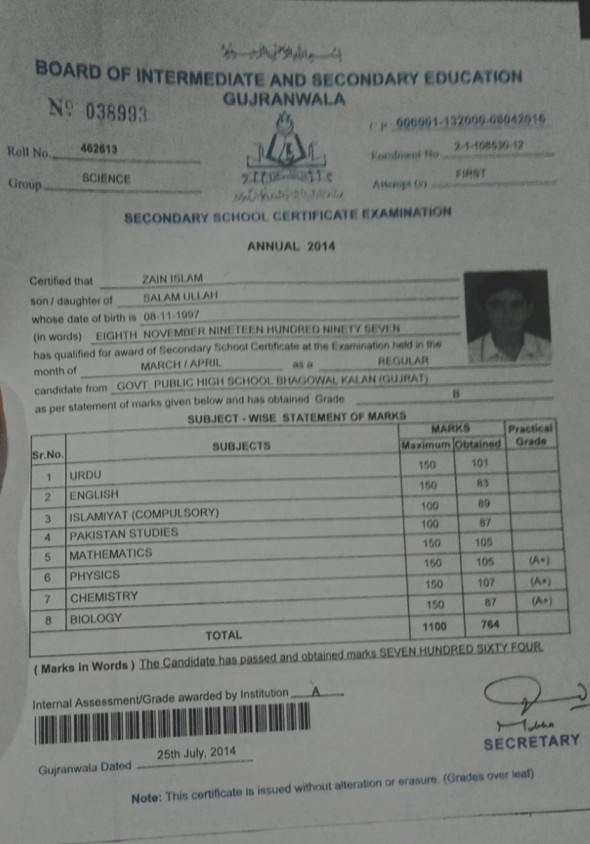 BOARD OF INTERMEDIATE AND SECONDARY EDUCATION
GUJRANWALA
Nº 038993
000001-132000-08042016
Roll No. 402613
Enrolment No 2-1-108530-12
Group SCIENCE
Attempt (s) FIRST
SECONDARY SCHOOL CERTIFICATE EXAMINATION
ANNUAL 2014
Certified that ZAIN ISLAM
son / daughter of SALAM ULLAH
whose date of birth is 08-11-1997
(in words) EIGHTH NOVEMBER NINETEEN HUNDRED NINETY SEVEN
has qualified for award of Secondary School Certificate at the Examination held in the
month of MARCH / APRIL as a REGULAR
candidate from GOVT. PUBLIC HIGH SCHOOL BHAGOWAL KALAN (GUJRAT)
as per statement of marks given below and has obtained Grade B
SUBJECT - WISE STATEMENT OF MARKS
Sr.No. SUBJECTS MARKS Practical Grade
Maximum Obtained
1 URDU 150 101
2 ENGLISH 150 83
3 ISLAMIYAT (COMPULSORY) 100 89
4 PAKISTAN STUDIES 100 87
5 MATHEMATICS 150 105
6 PHYSICS 150 105 (A+)
7 CHEMISTRY 150 107 (A+)
8 BIOLOGY 150 87 (A+)
TOTAL 1100 764
( Marks in Words ) The Candidate has passed and obtained marks SEVEN HUNDRED SIXTY FOUR.
Internal Assessment/Grade awarded by Institution A
SECRETARY
Gujranwala Dated 25th July, 2014
Note: This certificate is issued without alteration or erasure. (Grades over leaf)